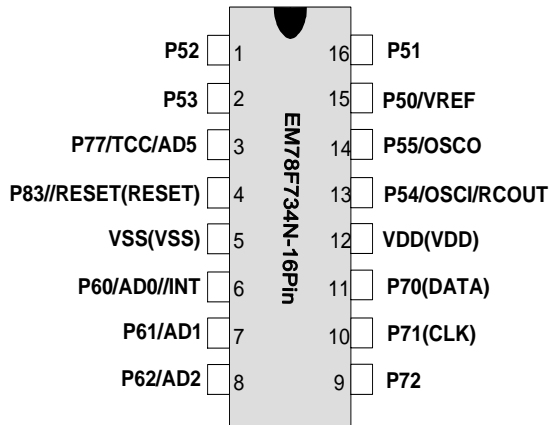 P52 1 16 P51
P53 2 15 P50/VREF
P77/TCC/AD5 3 14 P55/OSCO
P83//RESET(RESET) 4 13 P54/OSCI/RCOUT
VSS(VSS) 5 12 VDD(VDD)
P60/AD0//INT 6 11 P70(DATA)
P61/AD1 7 10 P71(CLK)
P62/AD2 8 9 P72
EM78F734N-16Pin